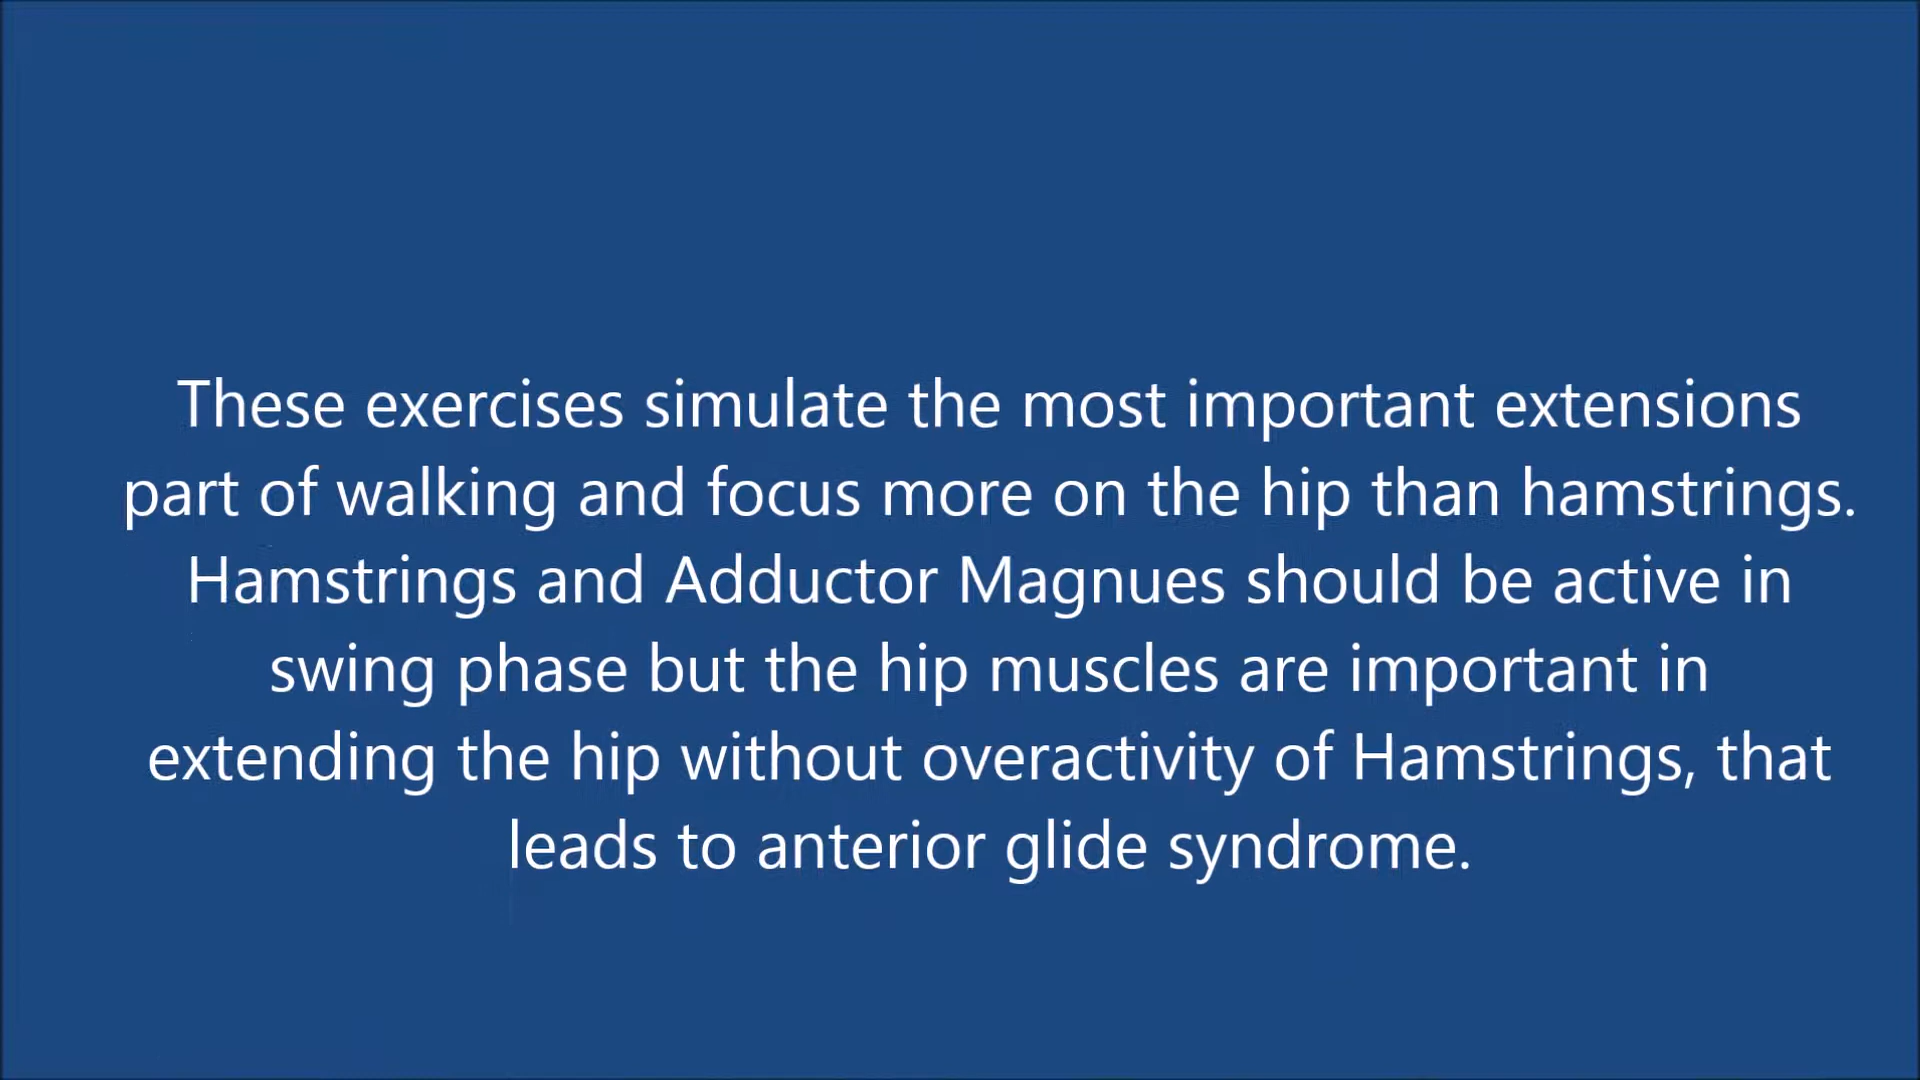 These exercises simulate the most important extensions
part of walking and focus more on the hip than hamstrings.
Hamstrings and Adductor Magnues should be active in
swing phase but the hip muscles are important in
extending the hip without overactivity of Hamstrings, that
leads to anterior glide syndrome.